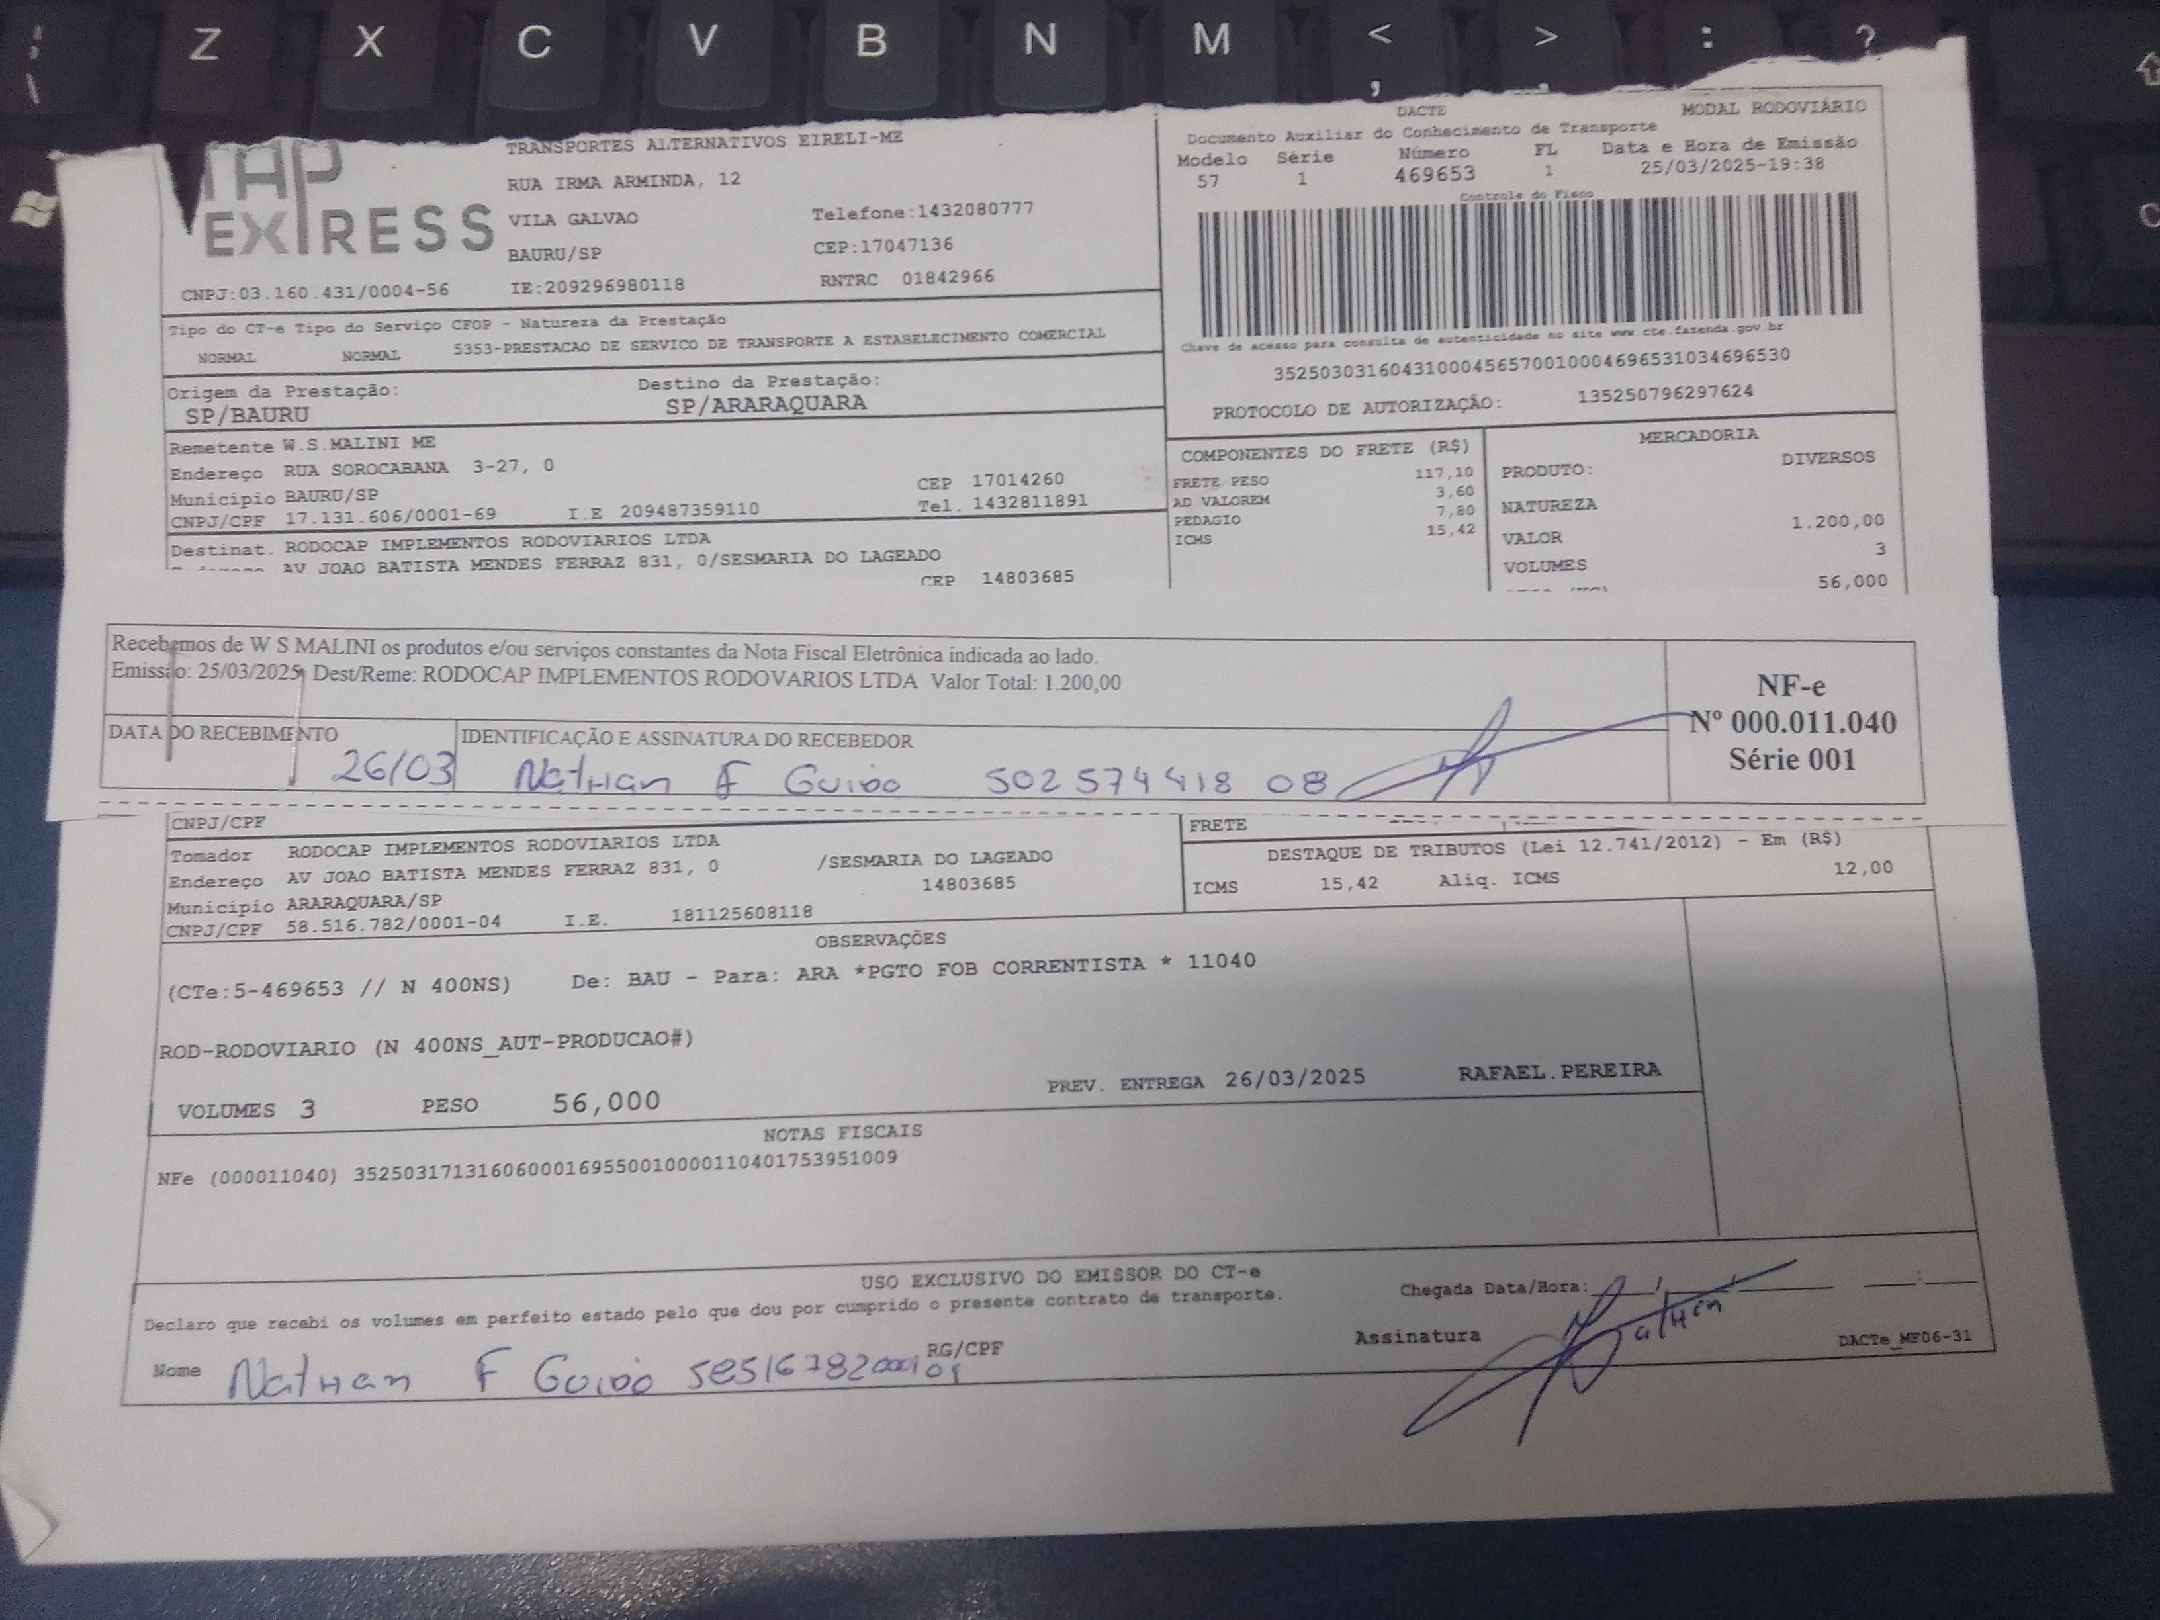 Z X C V B N M < , > . : ?
TAP
EXPRESS
TRANSPORTES ALTERNATIVOS EIRELI-ME
RUA IRMA ARMINDA, 12
VILA GALVAO Telefone:1432080777
BAURU/SP CEP:17047136
CNPJ:03.160.431/0004-56 IE:209296980118 RNTRC 01842966
DACTE MODAL RODOVIÁRIO
Documento Auxiliar do Conhecimento de Transporte
Modelo Série Número FL Data e Hora de Emissão
57 1 469653 1 25/03/2025-19:38
Controle do Fisco
Chave de acesso para consulta de autenticidade no site www.cte.fazenda.gov.br
35250303160431000456570010004696531034696530
PROTOCOLO DE AUTORIZAÇÃO: 135250796297624
Tipo do CT-e Tipo do Serviço CFOP - Natureza da Prestação
NORMAL NORMAL 5353-PRESTACAO DE SERVICO DE TRANSPORTE A ESTABELECIMENTO COMERCIAL
Origem da Prestação: Destino da Prestação:
SP/BAURU SP/ARARAQUARA
Remetente W.S.MALINI ME
Endereço RUA SOROCABANA 3-27, 0
Município BAURU/SP CEP 17014260
CNPJ/CPF 17.131.606/0001-69 I.E 209487359110 Tel. 1432811891
Destinat. RODOCAP IMPLEMENTOS RODOVIARIOS LTDA
AV JOAO BATISTA MENDES FERRAZ 831, 0/SESMARIA DO LAGEADO
CEP 14803685
COMPONENTES DO FRETE (R$)
FRETE PESO 117,10
AD VALOREM 3,60
PEDAGIO 7,80
ICMS 15,42
MERCADORIA
PRODUTO: DIVERSOS
NATUREZA
VALOR 1.200,00
VOLUMES 3
56,000
Recebemos de W S MALINI os produtos e/ou serviços constantes da Nota Fiscal Eletrônica indicada ao lado.
Emissão: 25/03/2025 Dest/Reme: RODOCAP IMPLEMENTOS RODOVARIOS LTDA Valor Total: 1.200,00
DATA DO RECEBIMENTO IDENTIFICAÇÃO E ASSINATURA DO RECEBEDOR
26/03 Nathan F Guido 502 574 418 08
NF-e
Nº 000.011.040
Série 001
CNPJ/CPF
Tomador RODOCAP IMPLEMENTOS RODOVIARIOS LTDA
Endereço AV JOAO BATISTA MENDES FERRAZ 831, 0 /SESMARIA DO LAGEADO
Município ARARAQUARA/SP 14803685
CNPJ/CPF 58.516.782/0001-04 I.E. 181125608118
FRETE
DESTAQUE DE TRIBUTOS (Lei 12.741/2012) - Em (R$)
ICMS 15,42 Aliq. ICMS 12,00
OBSERVAÇÕES
(CTe:5-469653 // N 400NS) De: BAU - Para: ARA *PGTO FOB CORRENTISTA * 11040
ROD-RODOVIARIO (N 400NS_AUT-PRODUCAO#)
VOLUMES 3 PESO 56,000 PREV. ENTREGA 26/03/2025 RAFAEL.PEREIRA
NOTAS FISCAIS
NFe (000011040) 35250317131606000169550010000110401753951009
USO EXCLUSIVO DO EMISSOR DO CT-e
Declaro que recebi os volumes em perfeito estado pelo que dou por cumprido o presente contrato de transporte.
Chegada Data/Hora:____/____/______ ___:___
Nome Nathan F Guido RG/CPF
Assinatura Nathan
DACTe_MF06-31